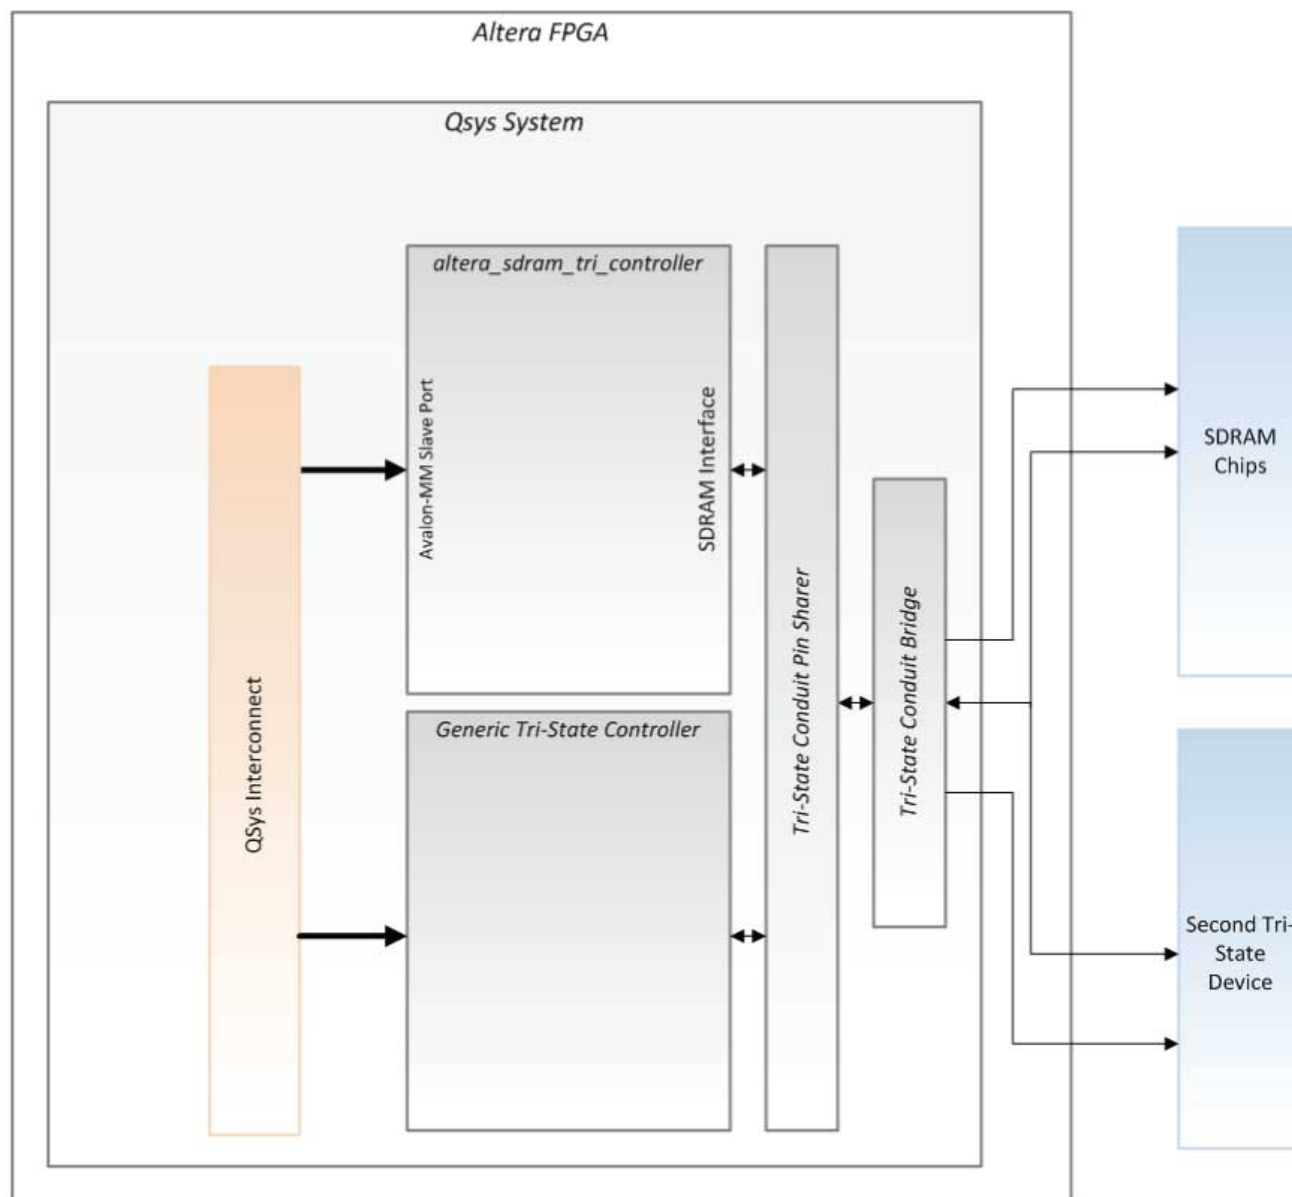 Altera FPGA
Qsys System
altera_sdram_tri_controller
Avalon-MM Slave Port
SDRAM Interface
QSys Interconnect
Generic Tri-State Controller
Tri-State Conduit Pin Sharer
Tri-State Conduit Bridge
SDRAM
Chips
Second Tri-
State
Device